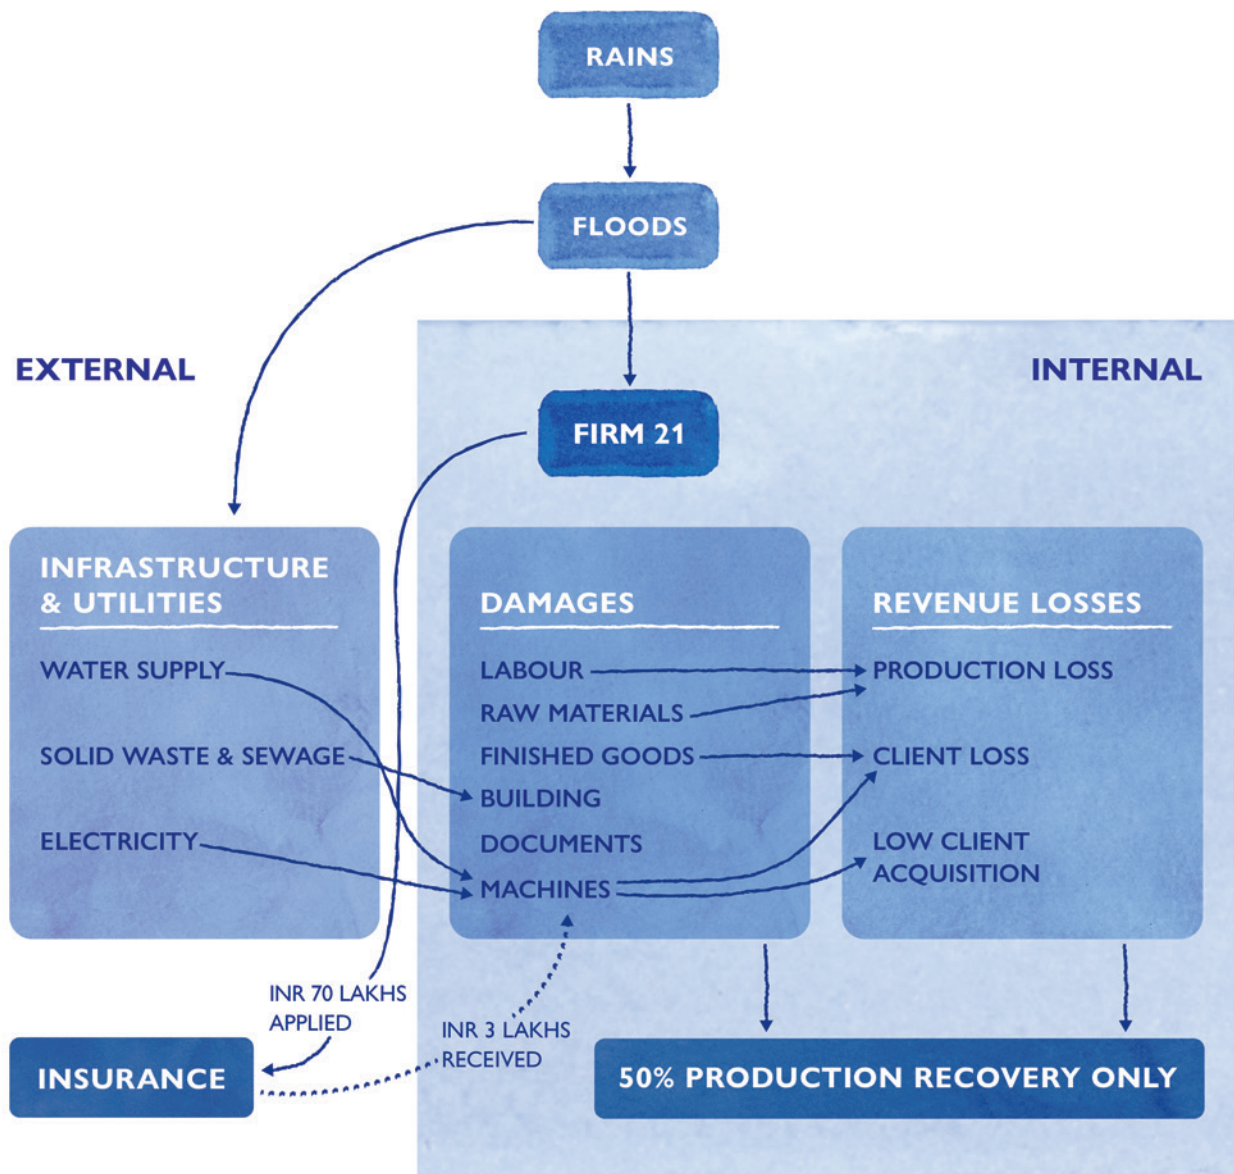 RAINS
FLOODS
EXTERNAL
INTERNAL
FIRM 21
INFRASTRUCTURE
& UTILITIES
WATER SUPPLY
SOLID WASTE & SEWAGE
ELECTRICITY
DAMAGES
LABOUR
RAW MATERIALS
FINISHED GOODS
BUILDING
DOCUMENTS
MACHINES
REVENUE LOSSES
PRODUCTION LOSS
CLIENT LOSS
LOW CLIENT
ACQUISITION
INR 70 LAKHS
APPLIED
INR 3 LAKHS
RECEIVED
INSURANCE
50% PRODUCTION RECOVERY ONLY